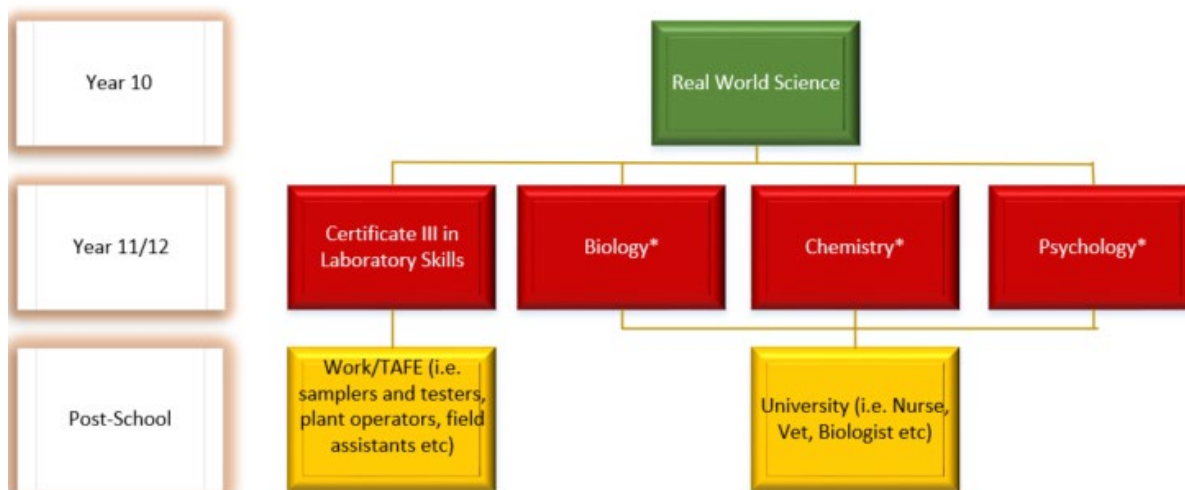 Year 10
Real World Science
Year 11/12
Certificate III in
Laboratory Skills
Biology*
Chemistry*
Psychology*
Post-School
Work/TAFE (i.e.
samplers and testers,
plant operators, field
assistants etc)
University (i.e. Nurse,
Vet, Biologist etc)